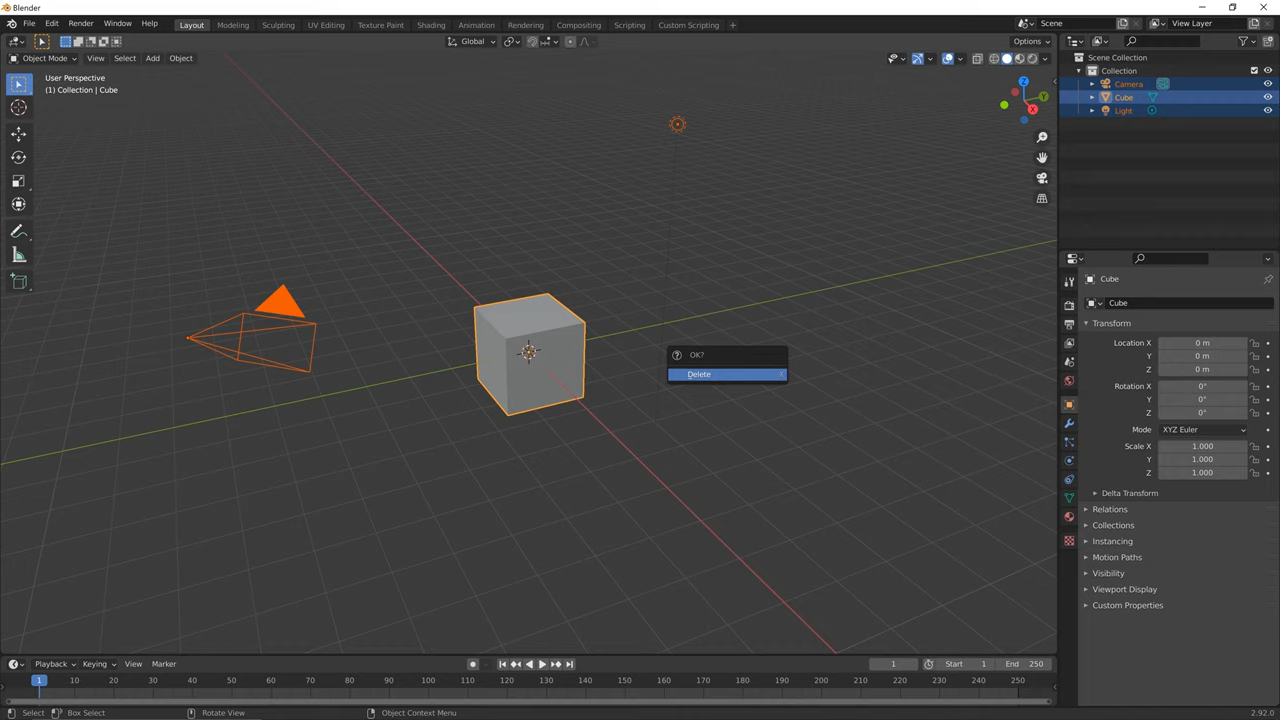 Blender
File Edit Render Window Help Layout Modeling Sculpting UV Editing Texture Paint Shading Animation Rendering Compositing Scripting Custom Scripting + Scene View Layer
Global Options
Object Mode View Select Add Object
User Perspective
(1) Collection | Cube
Z
Y
X
OK?
Delete
Scene Collection
Collection
Camera
Cube
Light
Cube
Cube
Transform
Location X 0 m
Y 0 m
Z 0 m
Rotation X 0°
Y 0°
Z 0°
Mode XYZ Euler
Scale X 1.000
Y 1.000
Z 1.000
Delta Transform
Relations
Collections
Instancing
Motion Paths
Visibility
Viewport Display
Custom Properties
Playback Keying View Marker 1 Start 1 End 250
1 10 20 30 40 50 60 70 80 90 100 110 120 130 140 150 160 170 180 190 200 210 220 230 240 250
Select Box Select Rotate View Object Context Menu 2.92.0